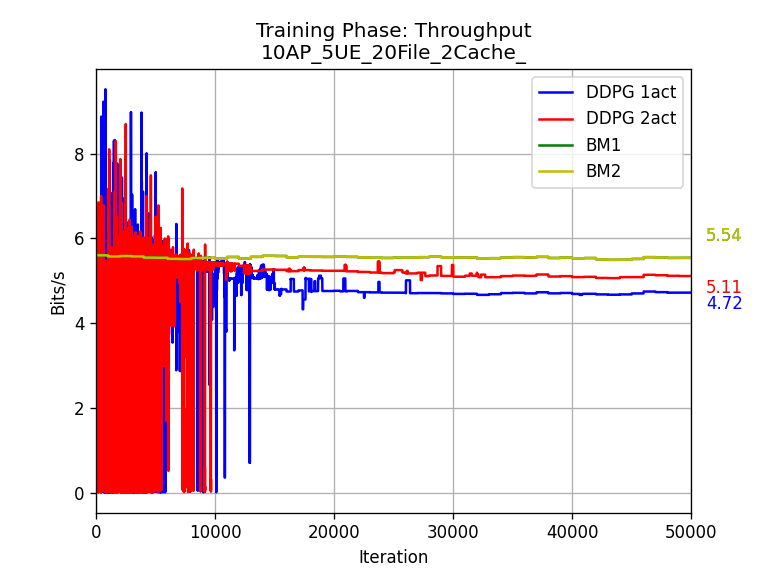 Training Phase: Throughput
10AP_5UE_20File_2Cache_
DDPG 1act
DDPG 2act
BM1
BM2
8
6
4
2
0
Bits/s
5.54
5.11
4.72
0 10000 20000 30000 40000 50000
Iteration